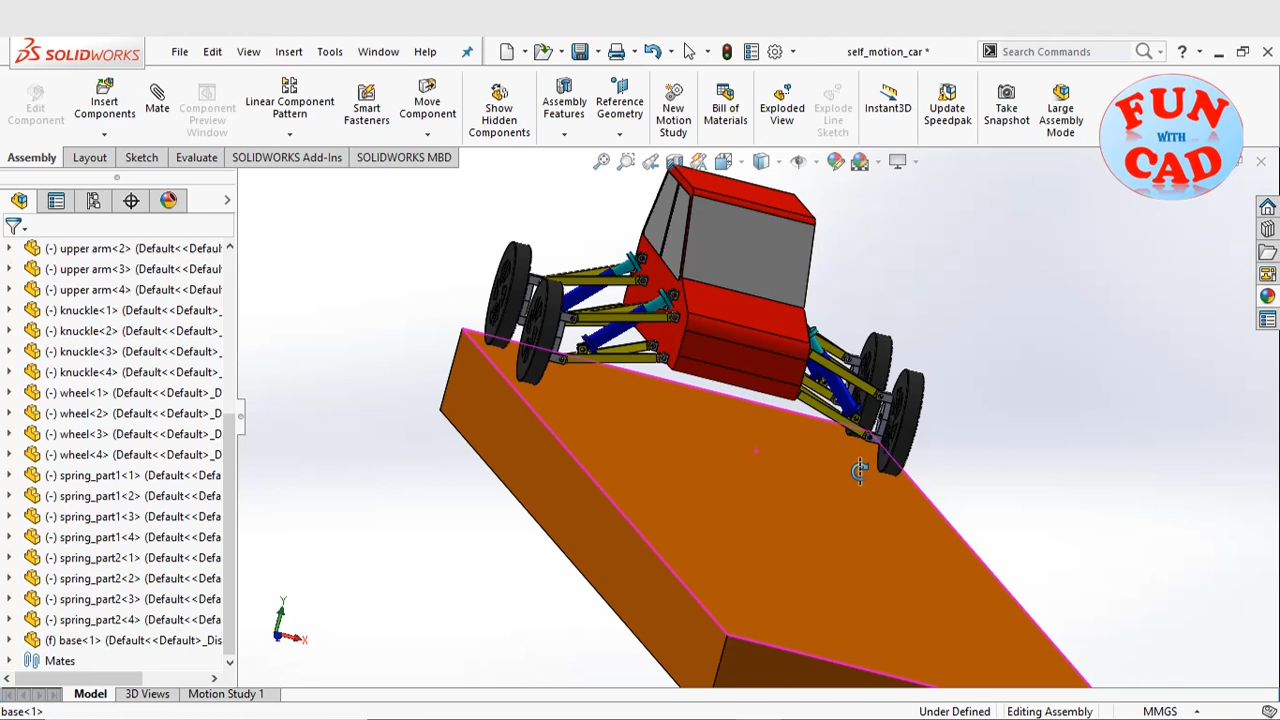 SOLIDWORKS
File Edit View Insert Tools Window Help
self_motion_car *
Search Commands
?
Edit Component
Insert Components
Mate
Component Preview Window
Linear Component Pattern
Smart Fasteners
Move Component
Show Hidden Components
Assembly Features
Reference Geometry
New Motion Study
Bill of Materials
Exploded View
Explode Line Sketch
Instant3D
Update Speedpak
Take Snapshot
Large Assembly Mode
FUN
WITH
CAD
Assembly Layout Sketch Evaluate SOLIDWORKS Add-Ins SOLIDWORKS MBD
(-) upper arm<2> (Default<<Defaul
(-) upper arm<3> (Default<<Defaul
(-) upper arm<4> (Default<<Defaul
(-) knuckle<1> (Default<<Default>_
(-) knuckle<2> (Default<<Default>_
(-) knuckle<3> (Default<<Default>_
(-) knuckle<4> (Default<<Default>_
(-) wheel<1> (Default<<Default>_D
(-) wheel<2> (Default<<Default>_D
(-) wheel<3> (Default<<Default>_D
(-) wheel<4> (Default<<Default>_D
(-) spring_part1<1> (Default<<Defa
(-) spring_part1<2> (Default<<Defa
(-) spring_part1<3> (Default<<Defa
(-) spring_part1<4> (Default<<Defa
(-) spring_part2<1> (Default<<Defa
(-) spring_part2<2> (Default<<Defa
(-) spring_part2<3> (Default<<Defa
(-) spring_part2<4> (Default<<Defa
(f) base<1> (Default<<Default>_Dis
Mates
Y
X
Model 3D Views Motion Study 1
base<1>
Under Defined Editing Assembly MMGS